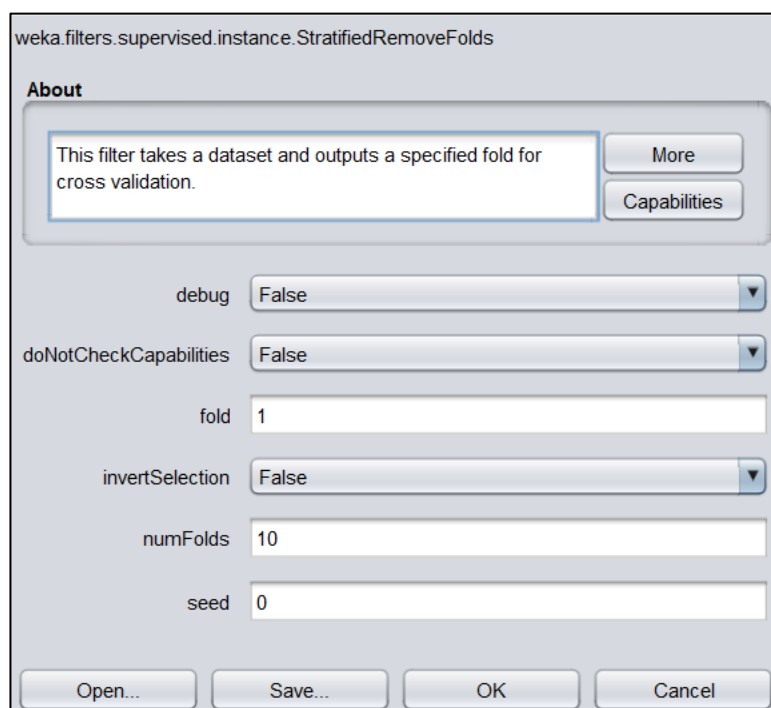 weka.filters.supervised.instance.StratifiedRemoveFolds
About
This filter takes a dataset and outputs a specified fold for
cross validation.
More
Capabilities
debug False
doNotCheckCapabilities False
fold 1
invertSelection False
numFolds 10
seed 0
Open... Save... OK Cancel